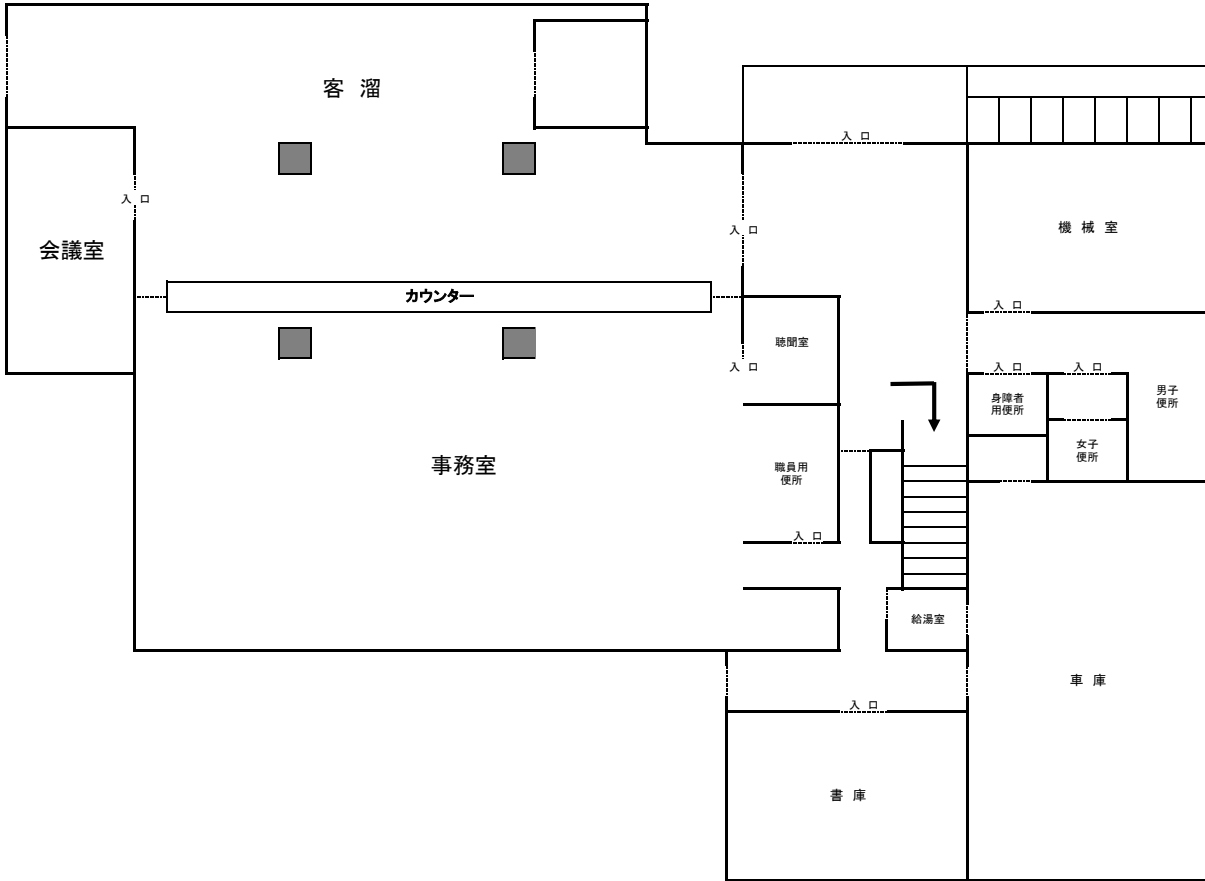 客 溜
入 口
入 口
会議室
機 械 室
入 口
カウンター
入 口
聴聞室
入 口
入 口
入 口
身障者
用便所
男子
便所
女子
便所
事務室
職員用
便所
入 口
給湯室
車 庫
入 口
書 庫